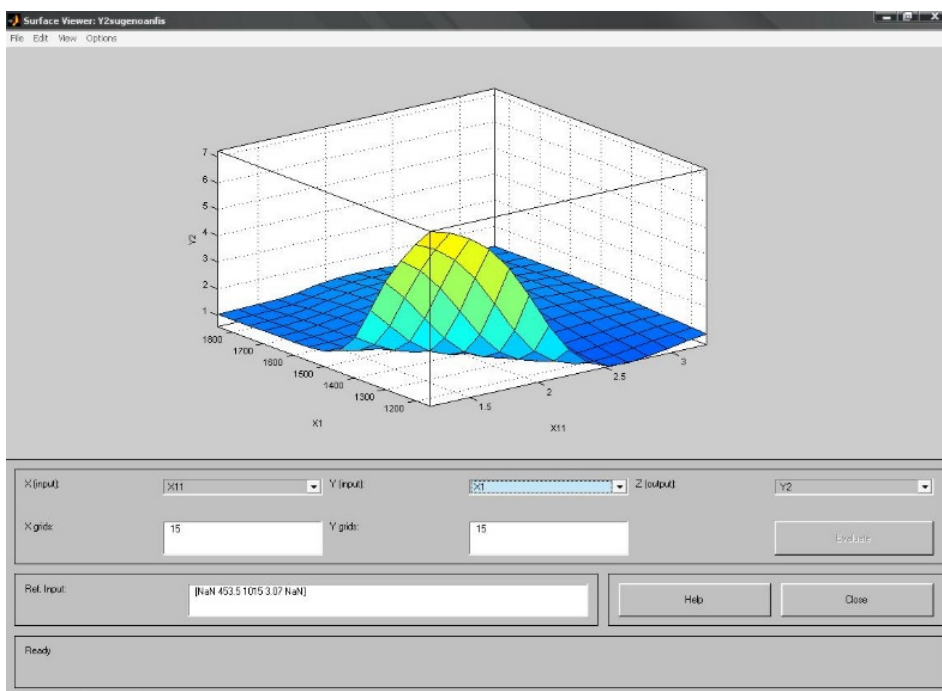 Surface Viewer: Y2sugenoanfis
File Edit View Options
7
6
5
4
3
2
1
Y2
1800
1700
1600
1500
1400
1300
1200
X1
1.5
2
2.5
3
X11
X (input): X11 Y (input): X1 Z (output): Y2
X grids: 15 Y grids: 15 Evaluate
Ref. Input: [NaN 453.5 1015 3.07 NaN] Help Close
Ready